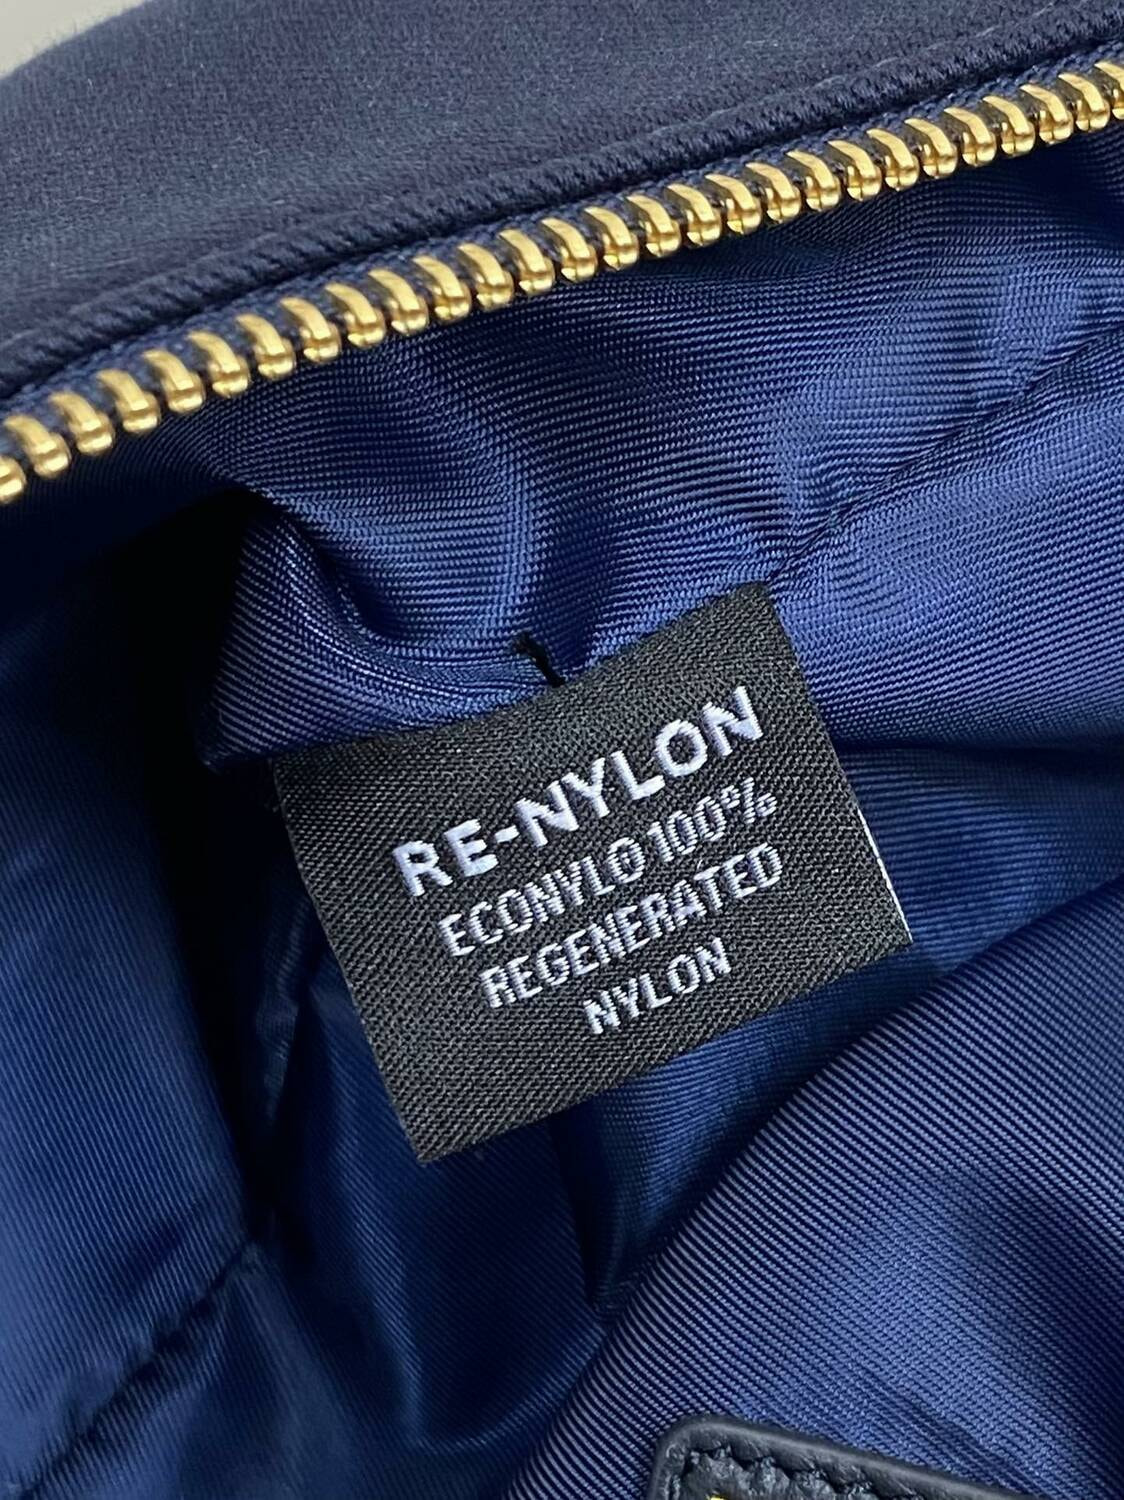 RE-NYLON
ECONYL® 100%
REGENERATED
NYLON